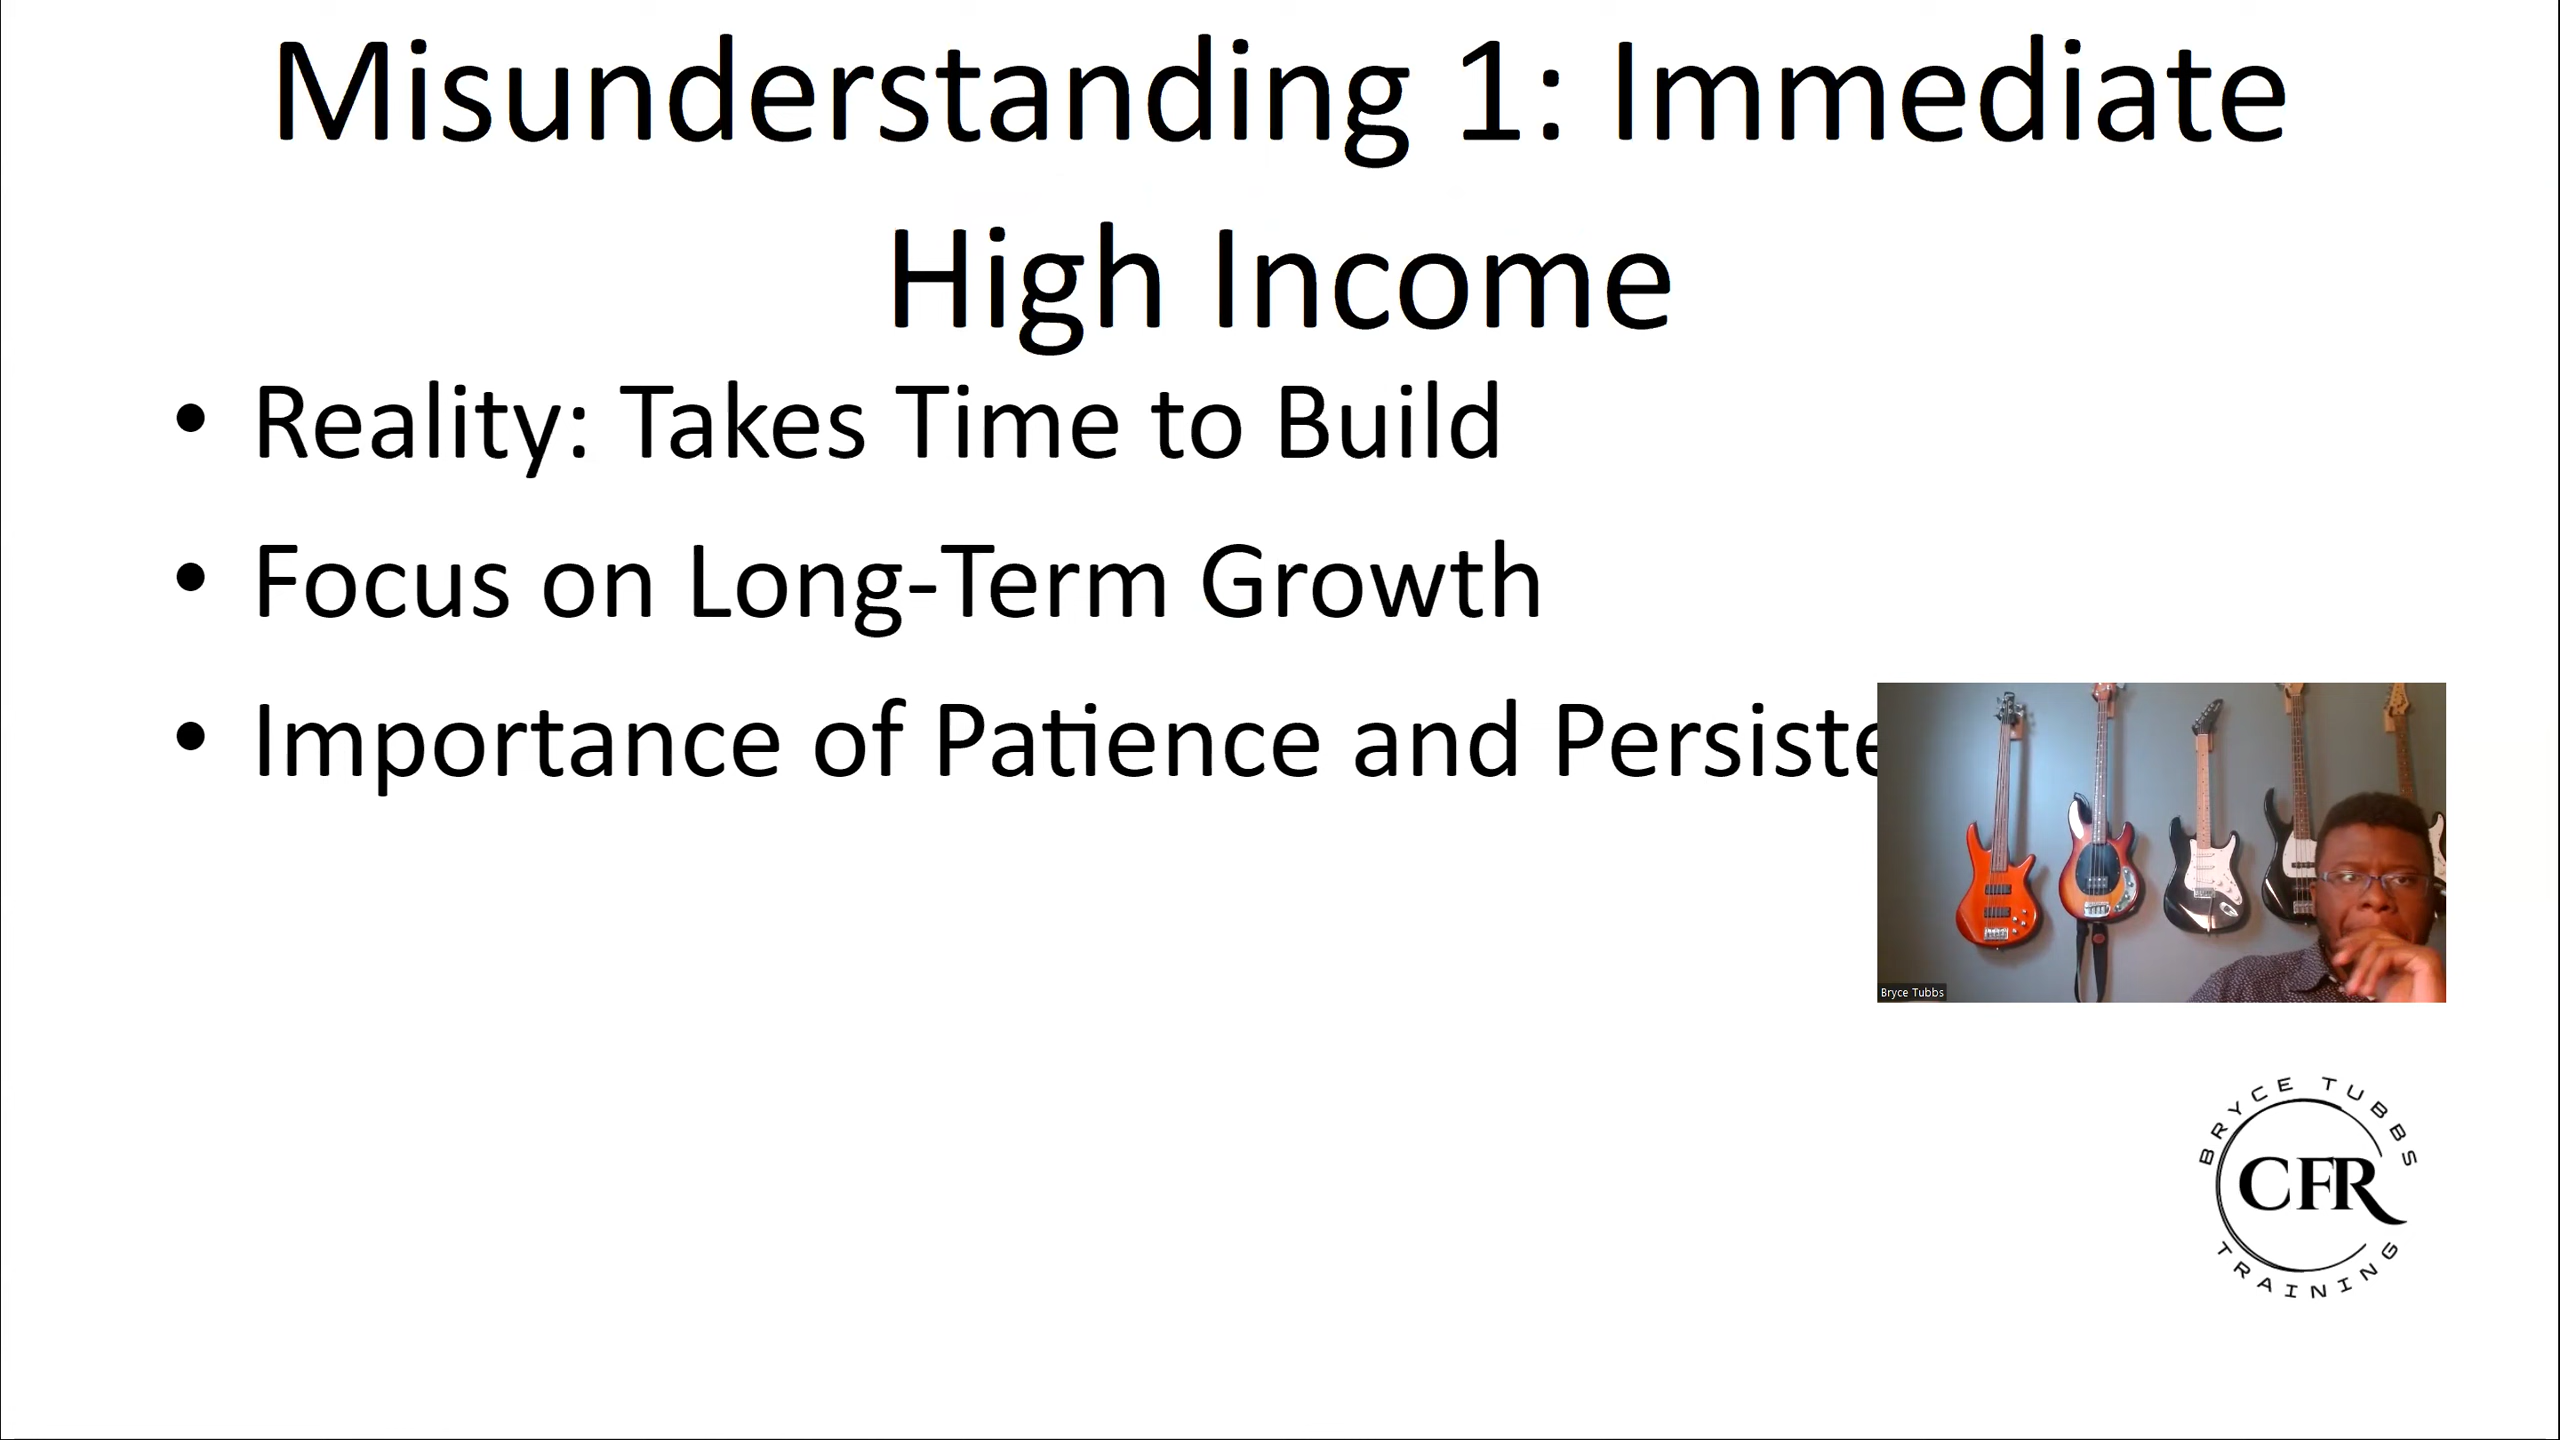 Misunderstanding 1: Immediate
High Income
• Reality: Takes Time to Build
• Focus on Long-Term Growth
• Importance of Patience and Persiste
Bryce Tubbs
BRYCE TUBBS
CFR
TRAINING